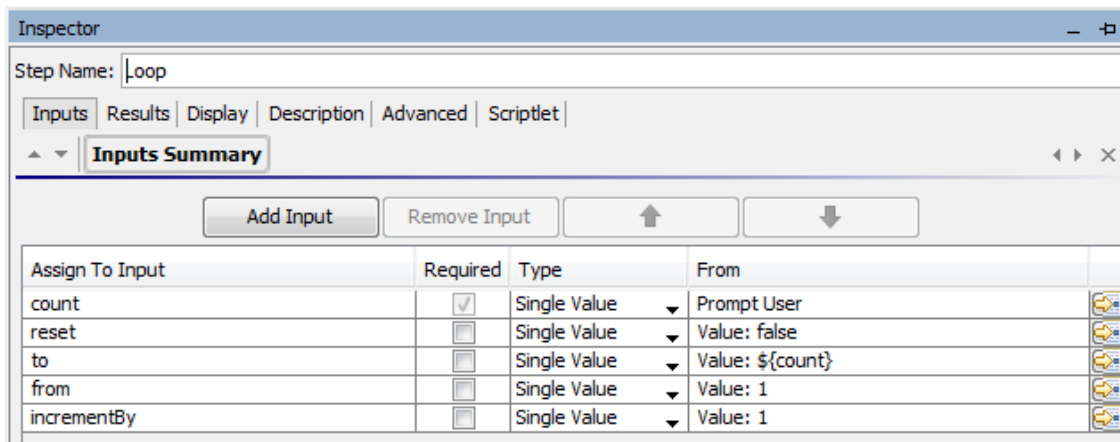 Inspector
Step Name: Loop
Inputs Results Display Description Advanced Scriptlet
Inputs Summary
Add Input Remove Input
Assign To Input Required Type From
count Single Value Prompt User
reset Single Value Value: false
to Single Value Value: ${count}
from Single Value Value: 1
incrementBy Single Value Value: 1